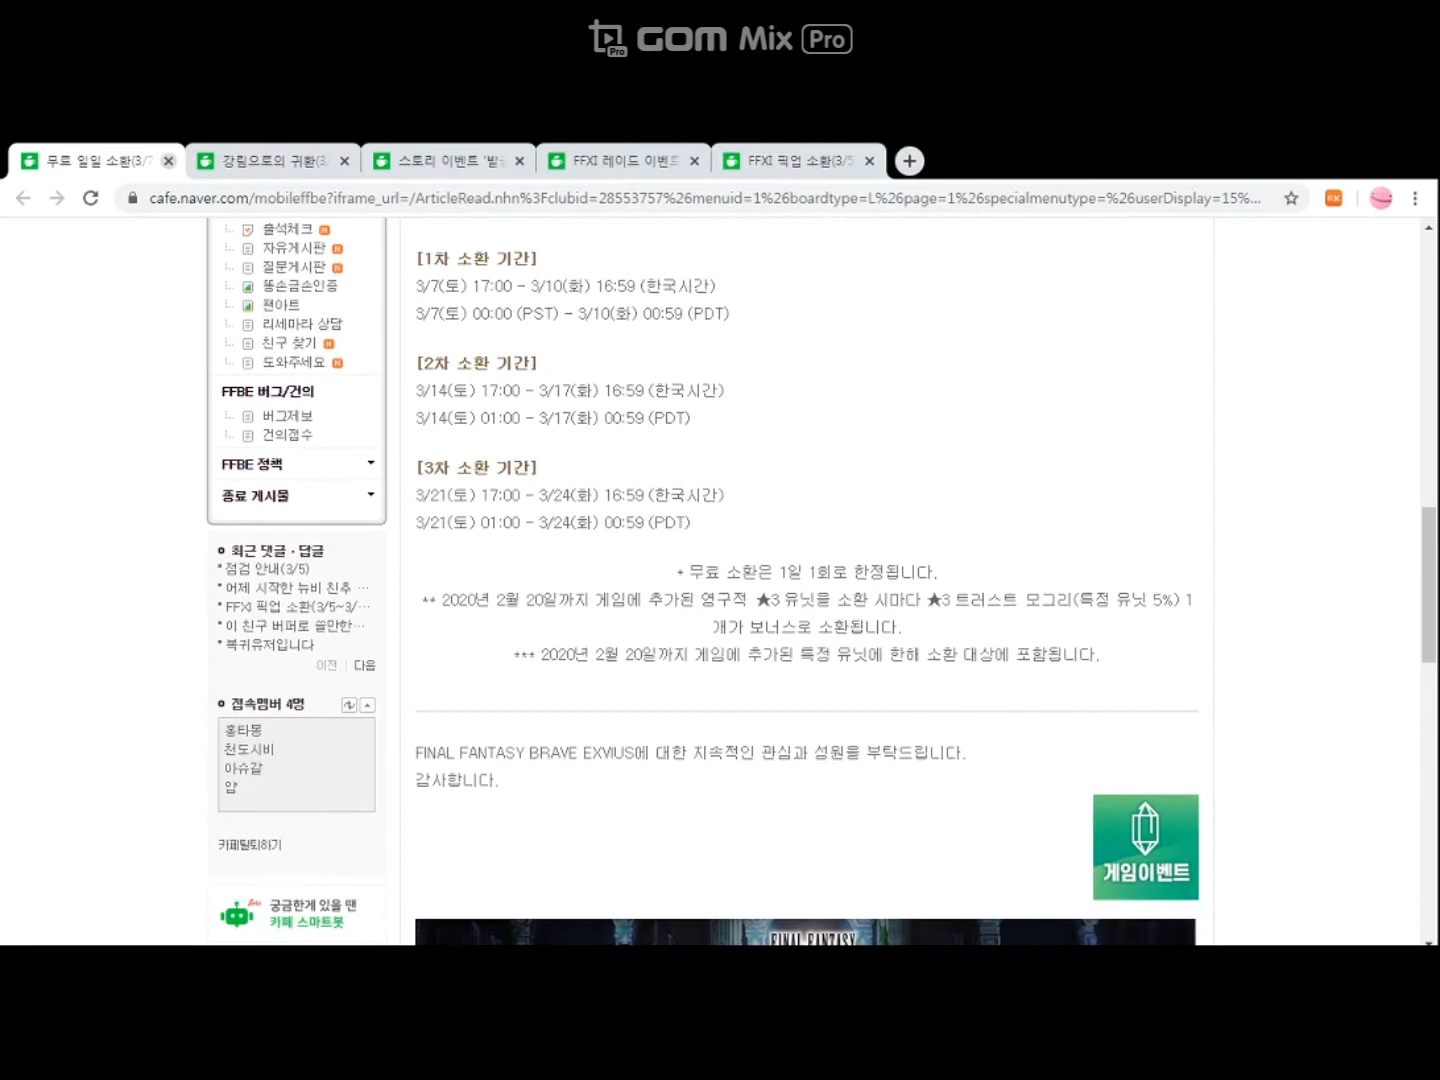 GOM Mix Pro
무료 일일 소환(3/7
강림으로의 귀환(3/
스토리 이벤트 '발
FFXI 레이드 이벤트
FFXI 픽업 소환(3/5
cafe.naver.com/mobileffbe?iframe_url=/ArticleRead.nhn%3Fclubid=28553757%26menuid=1%26boardtype=L%26page=1%26specialmenutype=%26userDisplay=15%...
출석체크
자유게시판
질문게시판
똥손금손인증
팬아트
리세마라 상담
친구 찾기
도와주세요
FFBE 버그/건의
버그제보
건의접수
FFBE 정책
종료 게시물
최근 댓글 · 답글
* 점검 안내(3/5)
* 어제 시작한 뉴비 친추 …
* FFXI 픽업 소환(3/5~3/…
* 이 친구 버퍼로 쓸만한…
* 복귀유저입니다
이전 | 다음
접속멤버 4명
홍타몽
천도시비
아슈갈
얍
카페탈퇴하기
궁금한게 있을 땐
카페 스마트봇
[1차 소환 기간]
3/7(토) 17:00 - 3/10(화) 16:59 (한국시간)
3/7(토) 00:00 (PST) - 3/10(화) 00:59 (PDT)
[2차 소환 기간]
3/14(토) 17:00 - 3/17(화) 16:59 (한국시간)
3/14(토) 01:00 - 3/17(화) 00:59 (PDT)
[3차 소환 기간]
3/21(토) 17:00 - 3/24(화) 16:59 (한국시간)
3/21(토) 01:00 - 3/24(화) 00:59 (PDT)
* 무료 소환은 1일 1회로 한정됩니다.
** 2020년 2월 20일까지 게임에 추가된 영구적 ★3 유닛을 소환 시마다 ★3 트러스트 모그리(특정 유닛 5%) 1
개가 보너스로 소환됩니다.
*** 2020년 2월 20일까지 게임에 추가된 특정 유닛에 한해 소환 대상에 포함됩니다.
FINAL FANTASY BRAVE EXVIUS에 대한 지속적인 관심과 성원을 부탁드립니다.
감사합니다.
게임이벤트
FINAL FANTASY